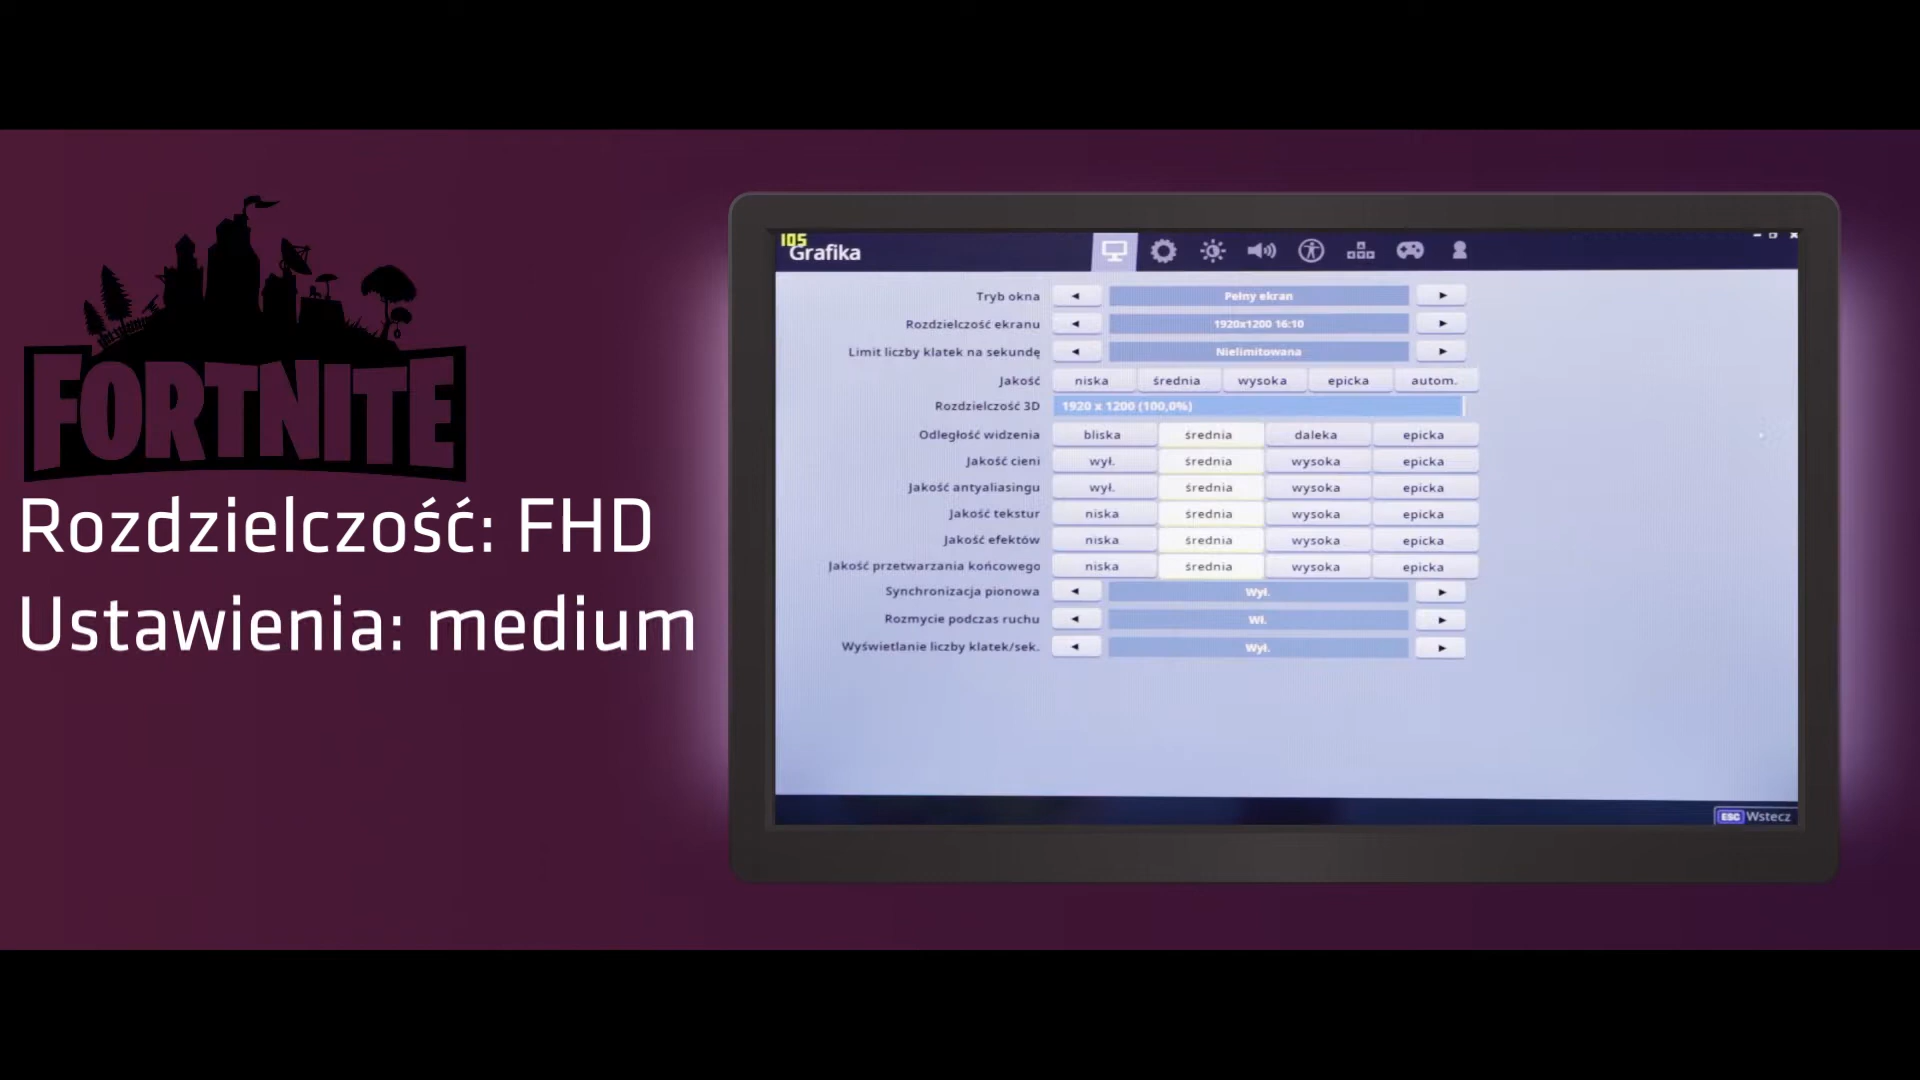 FORTNITE
Rozdzielczość: FHD
Ustawienia: medium
105
Grafika
Tryb okna Pełny ekran
Rozdzielczość ekranu 1920x1200 16:10
Limit liczby klatek na sekundę Nielimitowana
Jakość niska średnia wysoka epicka autom.
Rozdzielczość 3D 1920 x 1200 (100,0%)
Odległość widzenia bliska średnia daleka epicka
Jakość cieni wył. średnia wysoka epicka
Jakość antyaliasingu wył. średnia wysoka epicka
Jakość tekstur niska średnia wysoka epicka
Jakość efektów niska średnia wysoka epicka
Jakość przetwarzania końcowego niska średnia wysoka epicka
Synchronizacja pionowa Wył.
Rozmycie podczas ruchu Wł.
Wyświetlanie liczby klatek/sek. Wył.
ESC Wstecz